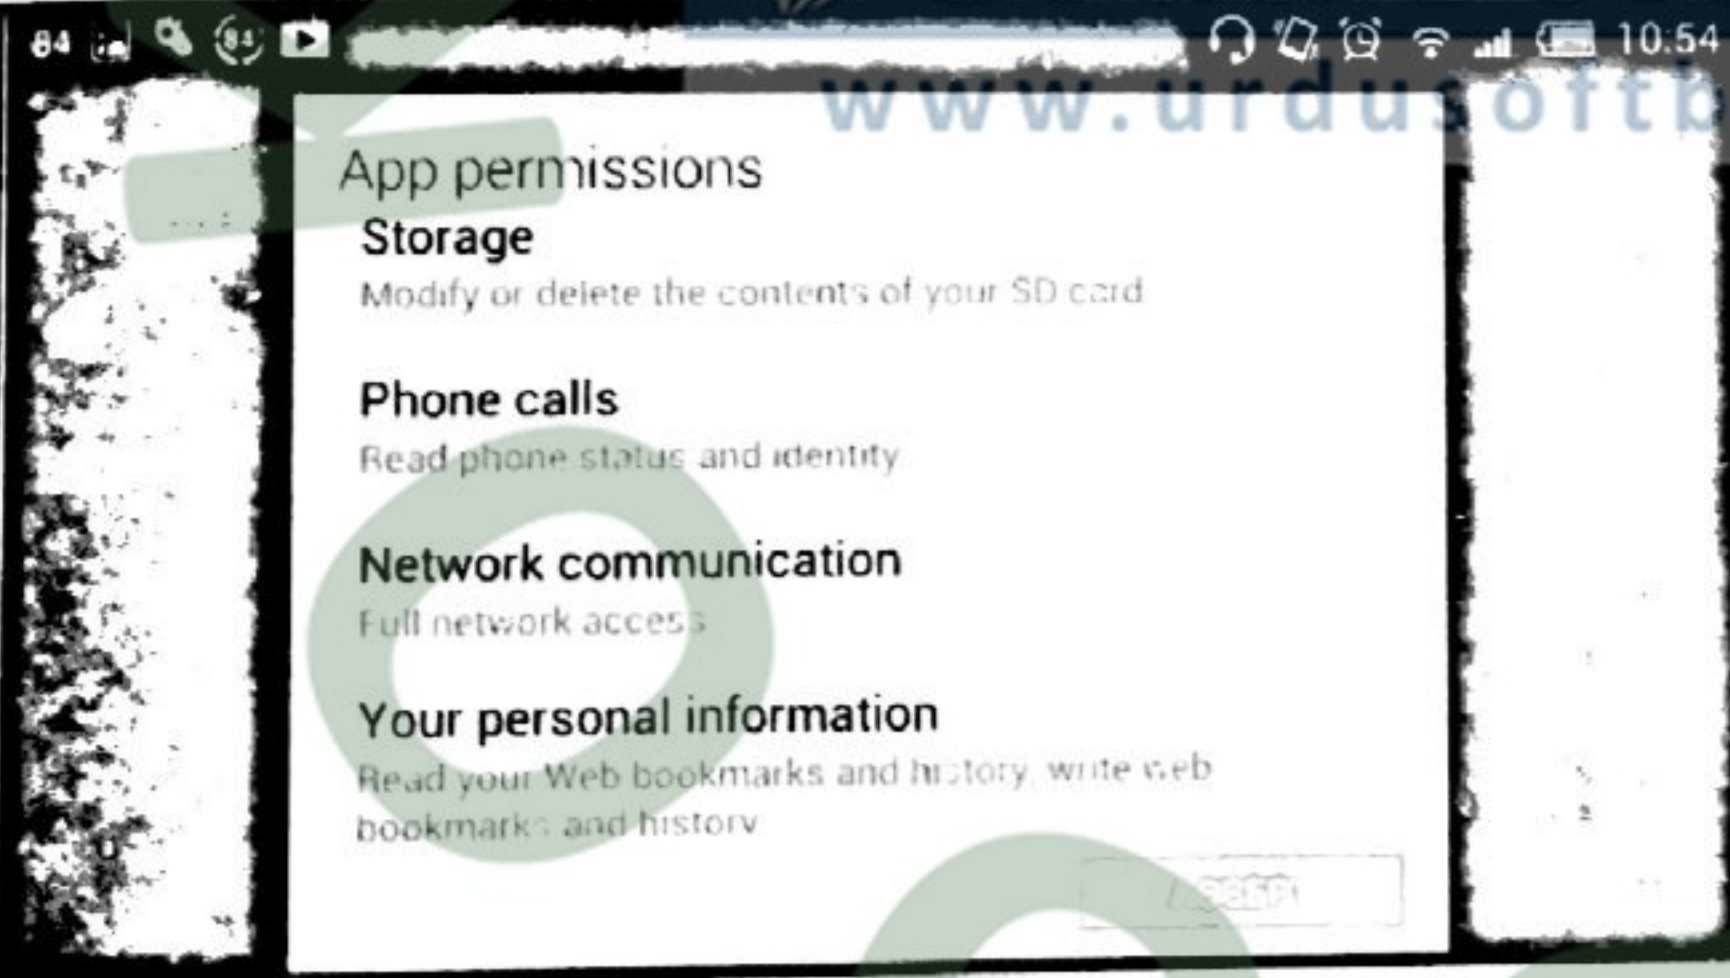 84 84 10:54
www.urdusoftb
App permissions
Storage
Modify or delete the contents of your SD card
Phone calls
Read phone status and identity
Network communication
Full network access
Your personal information
Read your Web bookmarks and history, write web
bookmarks and history